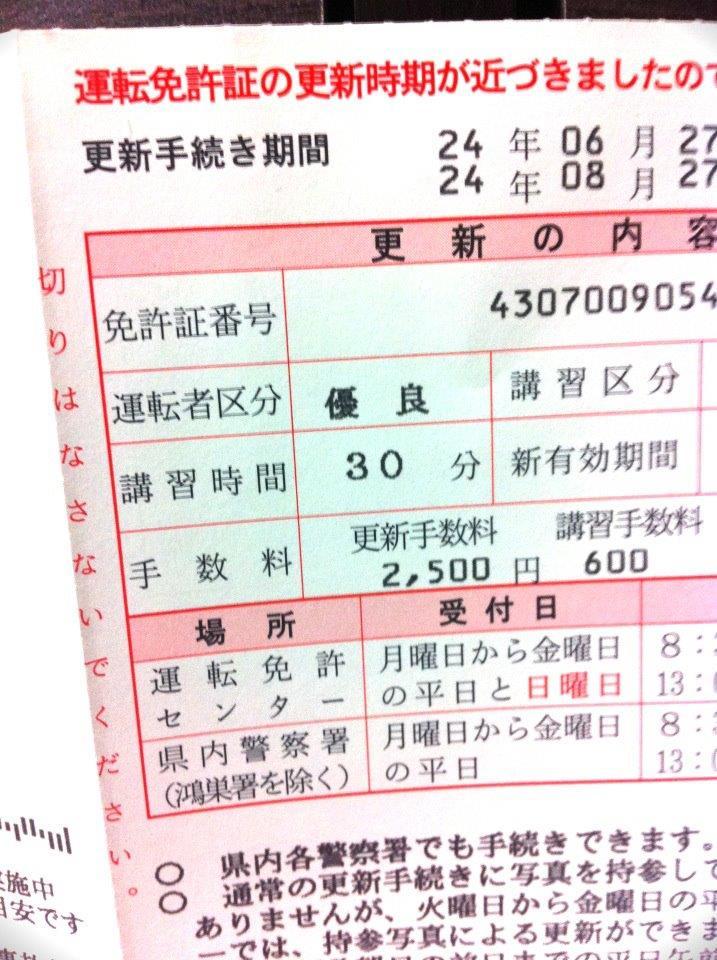 運転免許証の更新時期が近づきましたので
更新手続き期間 24 年 06 月 27
24 年 08 月 27
更新の内容
免許証番号 4307009054
運転者区分 優良 講習区分
講習時間 30 分 新有効期間
手数料 更新手数料 講習手数料
2,500 円 600
場所 受付日
運転免許 月曜日から金曜日 8:
センター の平日と日曜日 13:
県内警察署 月曜日から金曜日 8:
(鴻巣署を除く) の平日 13:
切りはなさないでください。
○ 県内各警察署でも手続きできます。
○ 通常の更新手続きに写真を持参して
ありませんが、火曜日から金曜日の平
ーでは、持参写真による更新ができま
実施中
目安です